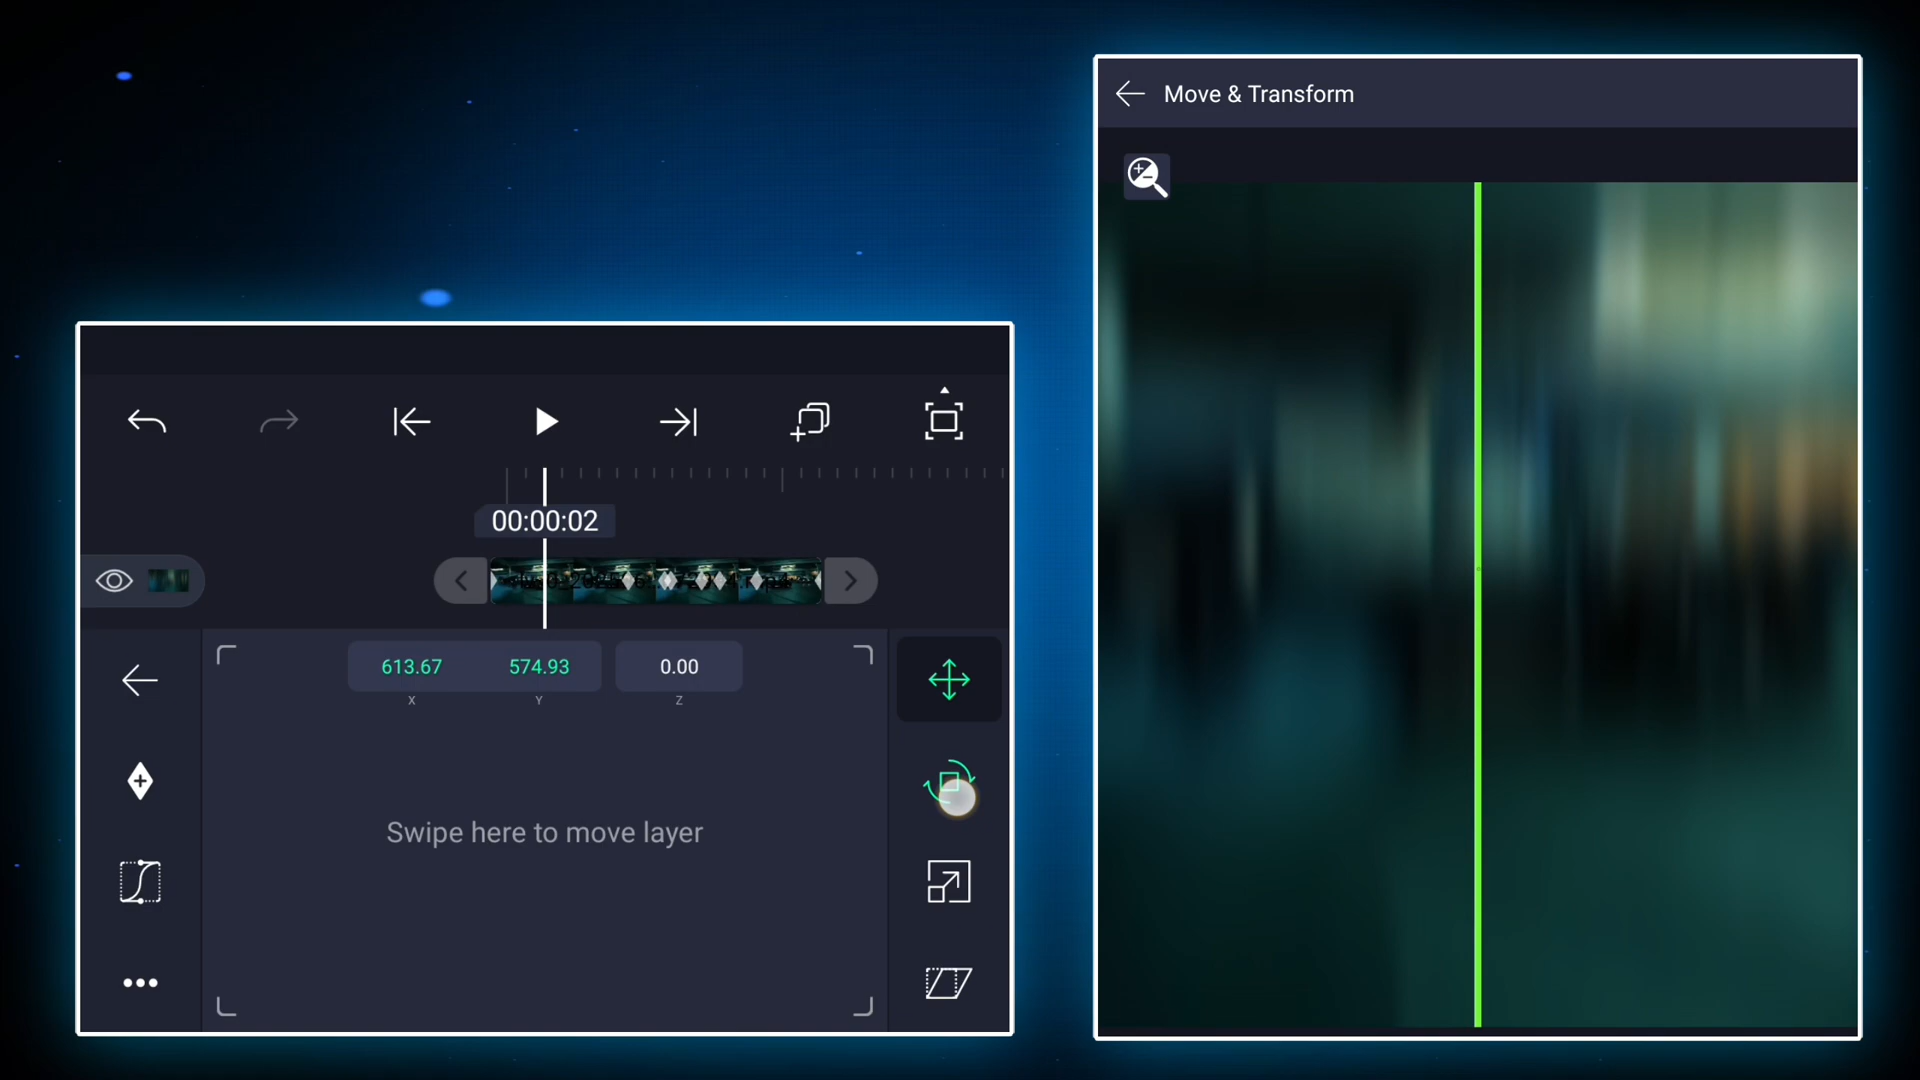 Move & Transform
00:00:02
613.67 574.93 0.00
X Y Z
Swipe here to move layer